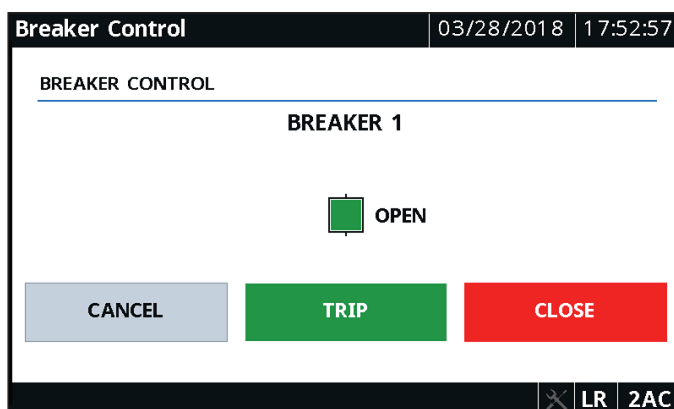 Breaker Control 03/28/2018 17:52:57
BREAKER CONTROL
BREAKER 1
OPEN
CANCEL TRIP CLOSE
LR 2AC